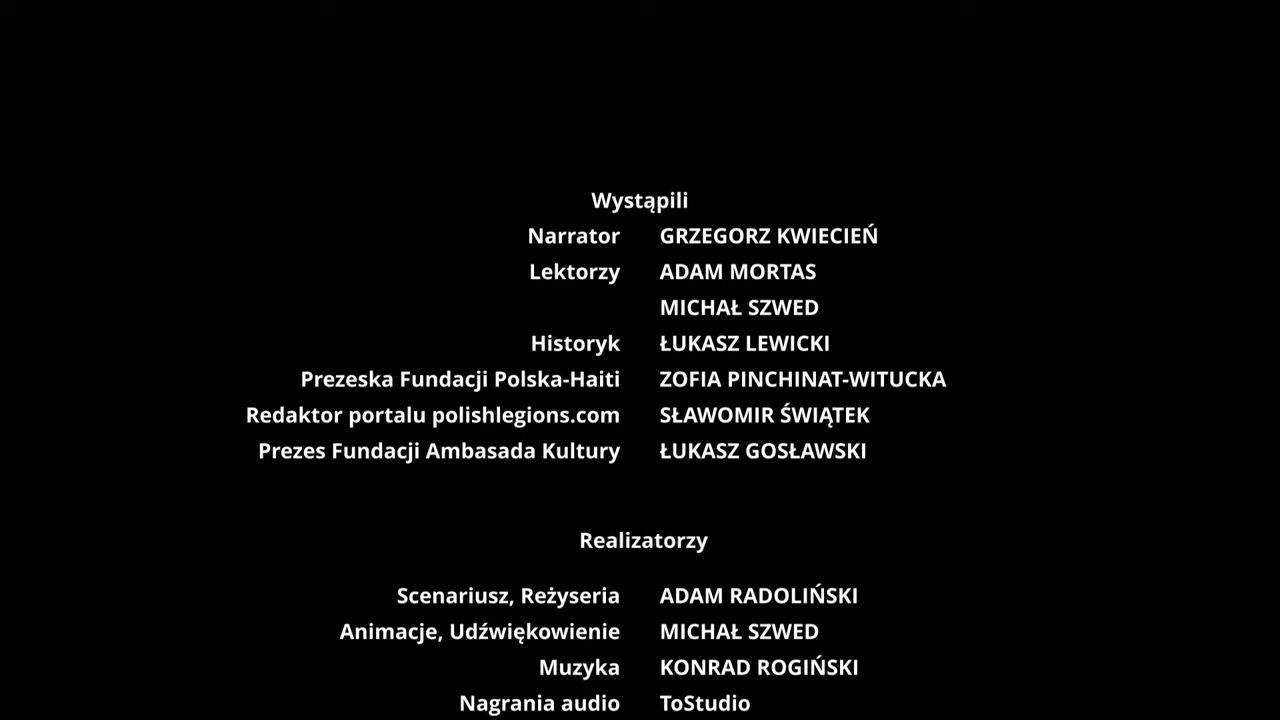 Wystąpili
Narrator GRZEGORZ KWIECIEŃ
Lektorzy ADAM MORTAS
MICHAŁ SZWED
Historyk ŁUKASZ LEWICKI
Prezeska Fundacji Polska-Haiti ZOFIA PINCHINAT-WITUCKA
Redaktor portalu polishlegions.com SŁAWOMIR ŚWIĄTEK
Prezes Fundacji Ambasada Kultury ŁUKASZ GOSŁAWSKI
Realizatorzy
Scenariusz, Reżyseria ADAM RADOLIŃSKI
Animacje, Udźwiękowienie MICHAŁ SZWED
Muzyka KONRAD ROGIŃSKI
Nagrania audio ToStudio